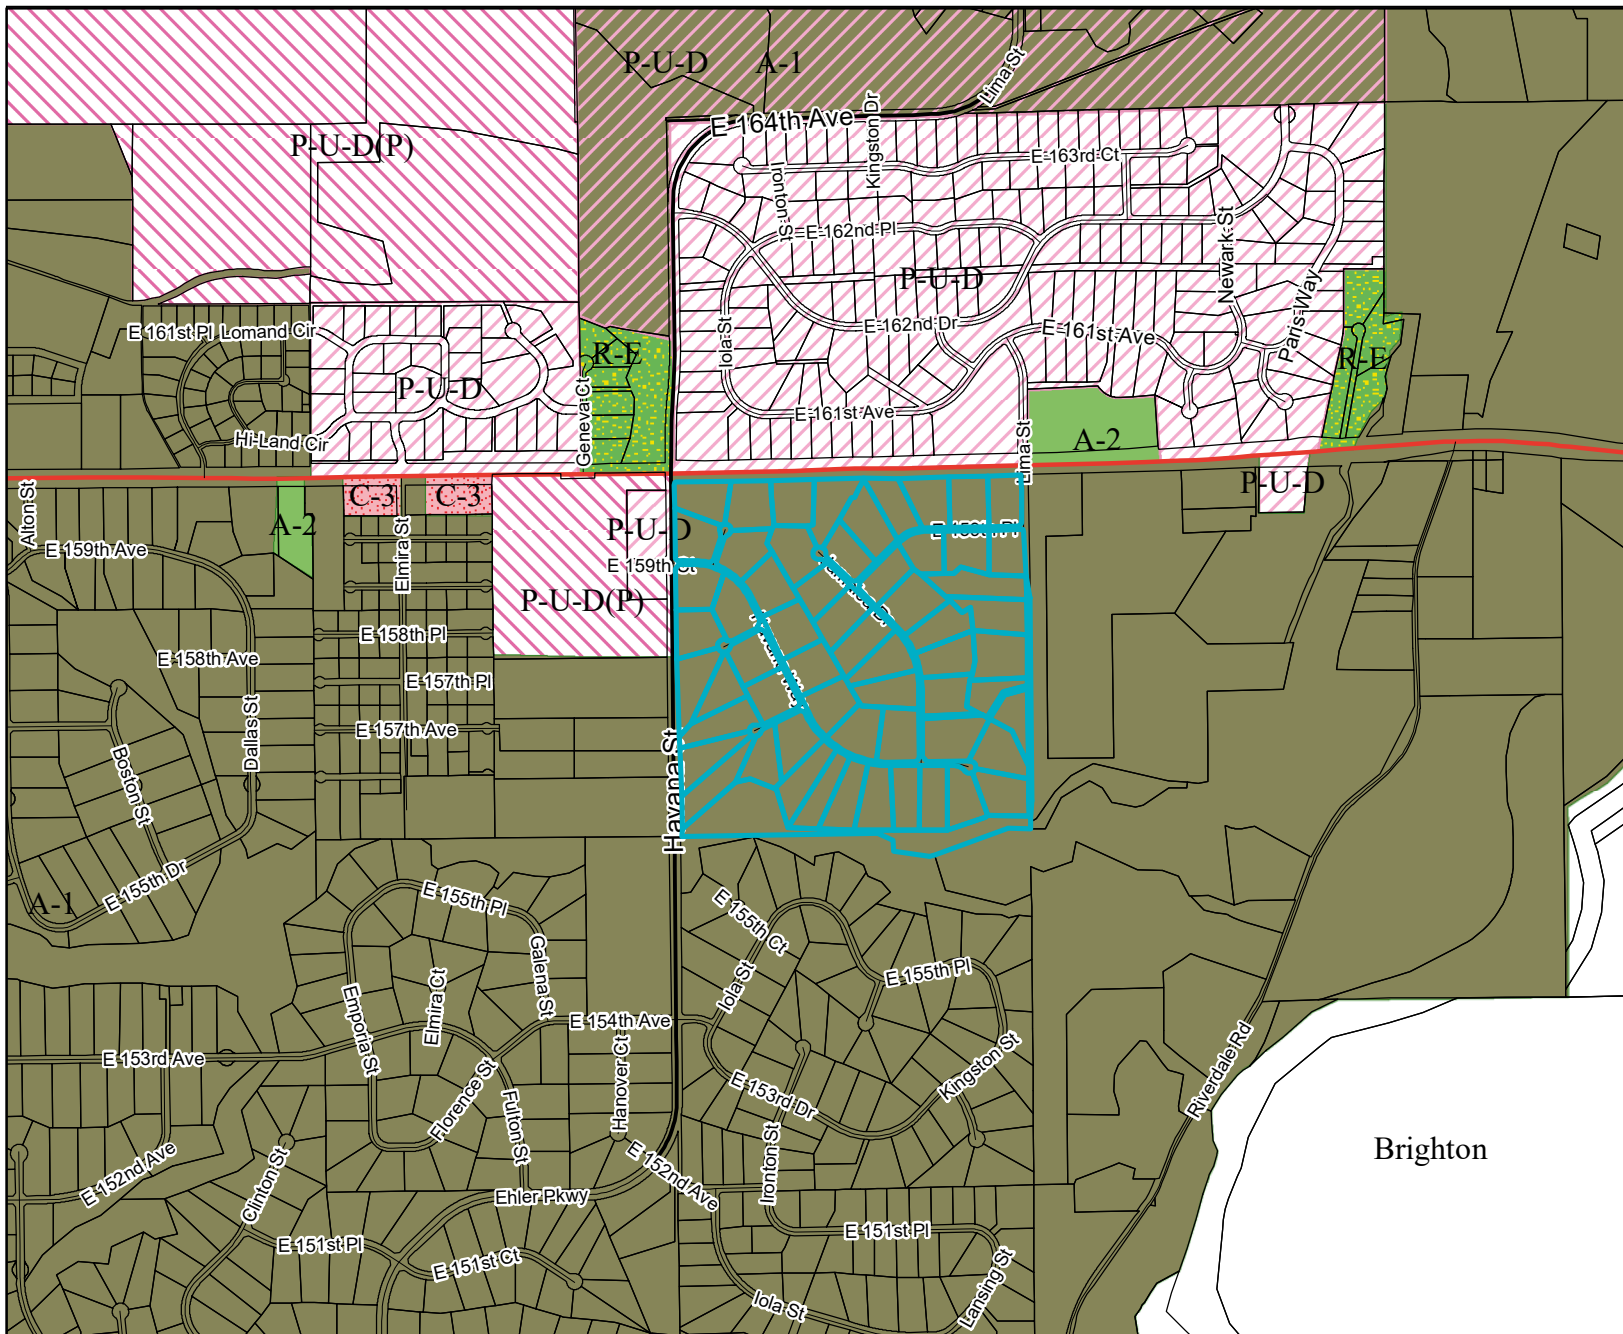 P-U-D
A-1
Lima St
E 164th Ave
P-U-D(P)
Kingston Dr
E 163rd Ct
Ironton St
E 162nd Pl
Newark St
P-U-D
Paris Way
E 161st Pl
Lomand Cir
E 162nd Dr
E 161st Ave
Iola St
R-E
R-E
P-U-D
Geneva Ct
E 161st Ave
Hi-Land Cir
A-2
Lima St
Alton St
C-3
C-3
P-U-D
A-2
P-U-D
E 159th Ave
Elmira St
E 159th Ct
P-U-D(P)
E 158th Pl
E 158th Ave
E 157th Pl
Havana Way
Dallas St
E 157th Ave
Boston St
Havana St
E 155th Dr
A-1
E 155th Pl
E 155th Ct
Galena St
Iola St
E 155th Pl
Elmira Ct
Emporia St
E 154th Ave
E 153rd Ave
Hanover Ct
Kingston St
Riverdale Rd
Florence St
E 153rd Dr
Fulton St
Brighton
E 152nd Ave
Clinton St
E 152nd Ave
Ironton St
Ehler Pkwy
E 151st Pl
E 151st Pl
E 151st Ct
Lansing St
Iola St